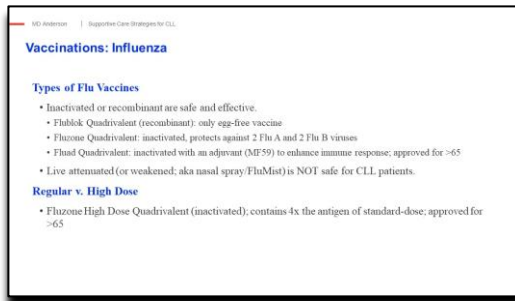 MD Anderson | Supportive Care Strategies for CLL
Vaccinations: Influenza
Types of Flu Vaccines
• Inactivated or recombinant are safe and effective.
• Flublok Quadrivalent (recombinant): only egg-free vaccine
• Fluzone Quadrivalent: inactivated, protects against 2 Flu A and 2 Flu B viruses
• Fluad Quadrivalent: inactivated with an adjuvant (MF59) to enhance immune response; approved for >65
• Live attenuated (or weakened; aka nasal spray/FluMist) is NOT safe for CLL patients.
Regular v. High Dose
• Fluzone High Dose Quadrivalent (inactivated); contains 4x the antigen of standard-dose; approved for
>65